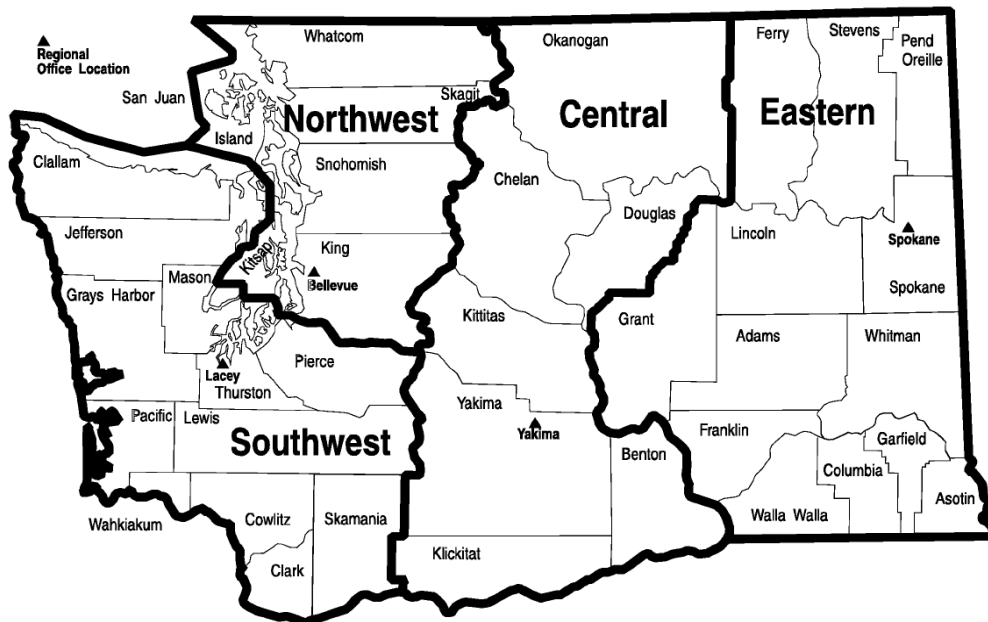 Whatcom
Okanogan
Ferry
Stevens
Pend
Oreille
Regional
Office Location
San Juan
Skagit
Northwest
Central
Eastern
Island
Clallam
Snohomish
Chelan
Douglas
Jefferson
Kitsap
King
Lincoln
Spokane
Mason
Bellevue
Grays Harbor
Spokane
Kittitas
Grant
Adams
Whitman
Pierce
Lacey
Thurston
Yakima
Pacific
Lewis
Southwest
Yakima
Franklin
Garfield
Benton
Columbia
Asotin
Wahkiakum
Cowlitz
Skamania
Walla Walla
Klickitat
Clark